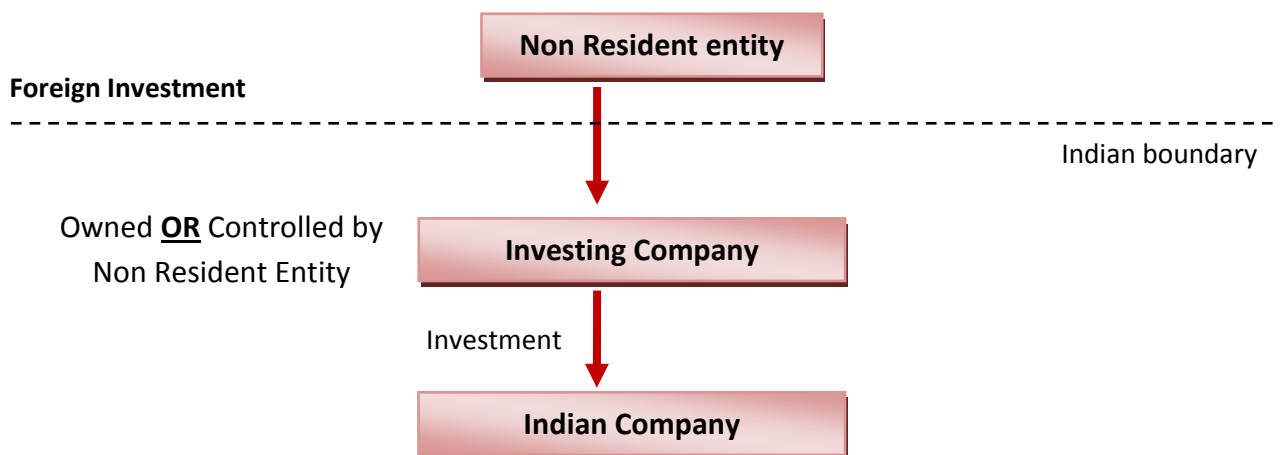 Non Resident entity
Foreign Investment
Indian boundary
Owned OR Controlled by
Non Resident Entity
Investing Company
Investment
Indian Company